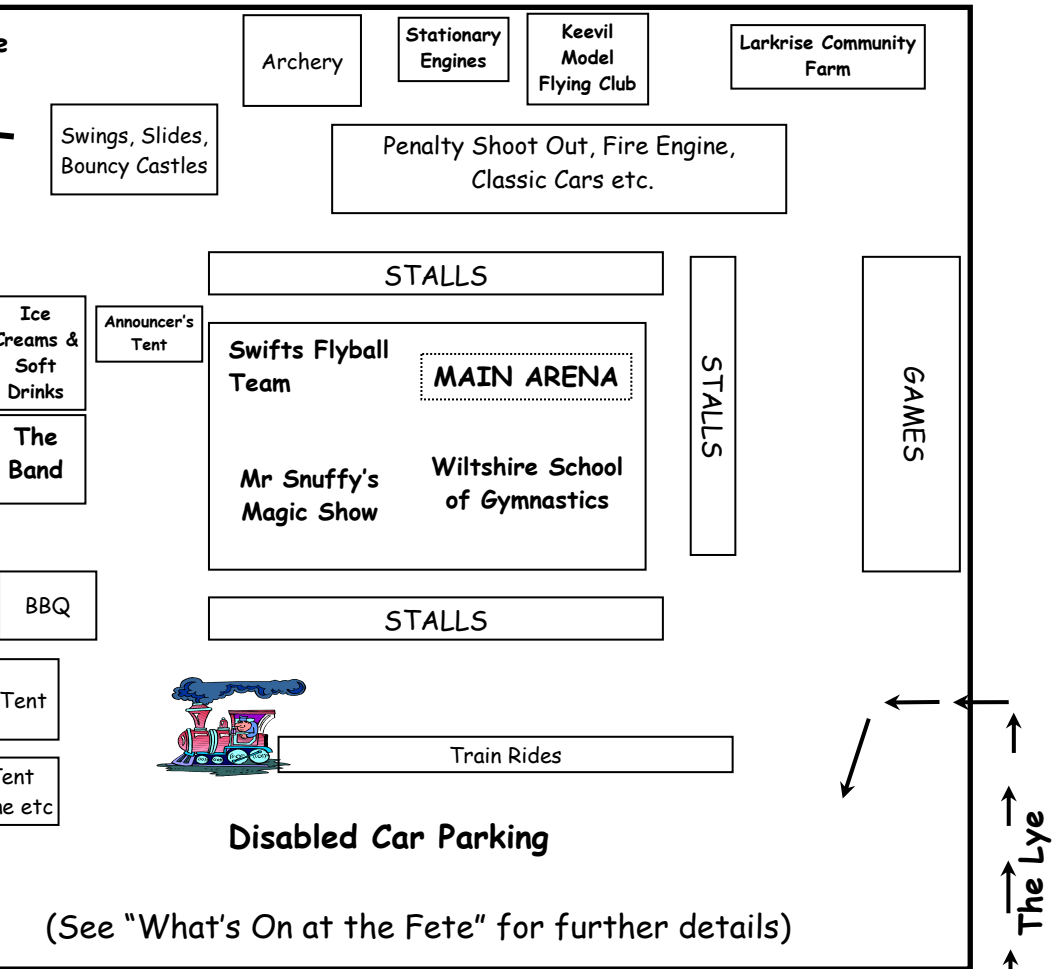 Archery
Stationary
Engines
Keevil
Model
Flying Club
Larkrise Community
Farm
Swings, Slides,
Bouncy Castles
Penalty Shoot Out, Fire Engine,
Classic Cars etc.
STALLS
STALLS
GAMES
Ice
Creams &
Soft
Drinks
Announcer's
Tent
The
Band
Swifts Flyball
Team
MAIN ARENA
Mr Snuffy's
Magic Show
Wiltshire School
of Gymnastics
BBQ
STALLS
Tent
Tent
etc
Train Rides
Disabled Car Parking
The Lye
(See "What's On at the Fete" for further details)